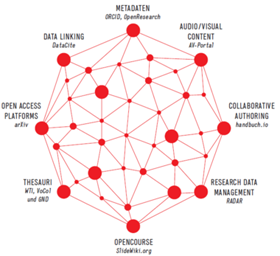 METADATEN
ORCID, OpenResearch
AUDIO/VISUAL
CONTENT
AV-Portal
DATA LINKING
DataCite
OPEN ACCESS
PLATFORMS
arXiv
COLLABORATIVE
AUTHORING
handbuch.io
THESAURI
WTI, VoCol
und GND
RESEARCH DATA
MANAGEMENT
RADAR
OPENCOURSE
SlideWiki.org